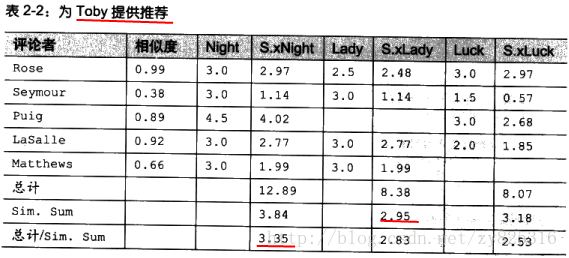 表 2-2：为 Toby 提供推荐
评论者 相似度 Night S.xNight Lady S.xLady Luck S.xLuck
Rose 0.99 3.0 2.97 2.5 2.48 3.0 2.97
Seymour 0.38 3.0 1.14 3.0 1.14 1.5 0.57
Puig 0.89 4.5 4.02 3.0 2.68
LaSalle 0.92 3.0 2.77 3.0 2.77 2.0 1.85
Matthews 0.66 3.0 1.99 3.0 1.99
总计 12.89 8.38 8.07
Sim. Sum 3.84 2.95 3.18
总计/Sim. Sum 3.35 2.83 2.53